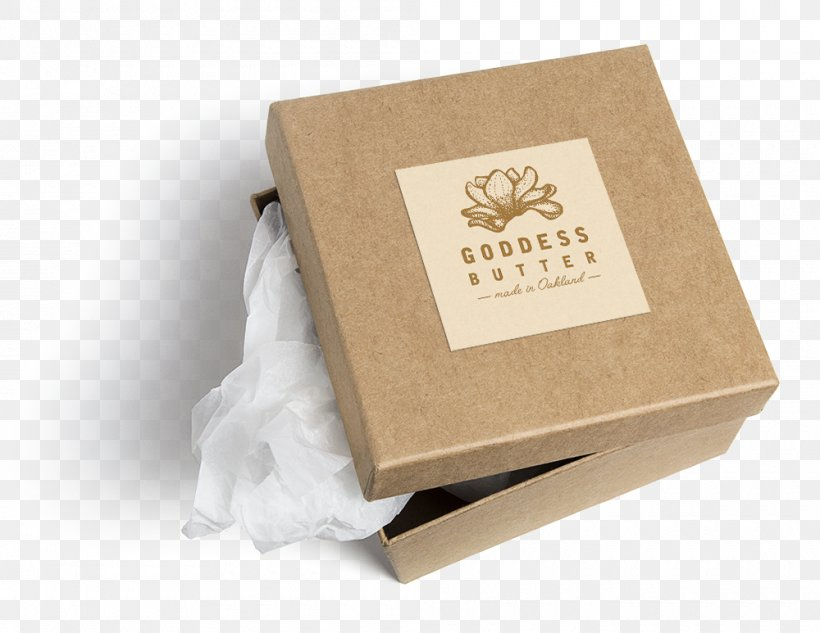 GODDESS
BUTTER
— made in Oakland —